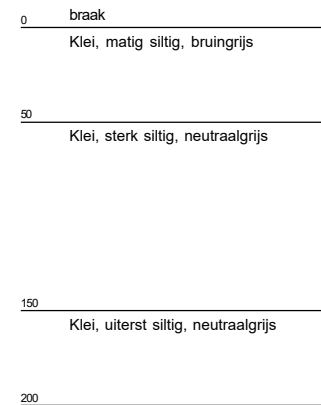 braak
0
Klei, matig siltig, bruingrijs
50
Klei, sterk siltig, neutraalgrijs
150
Klei, uiterst siltig, neutraalgrijs
200